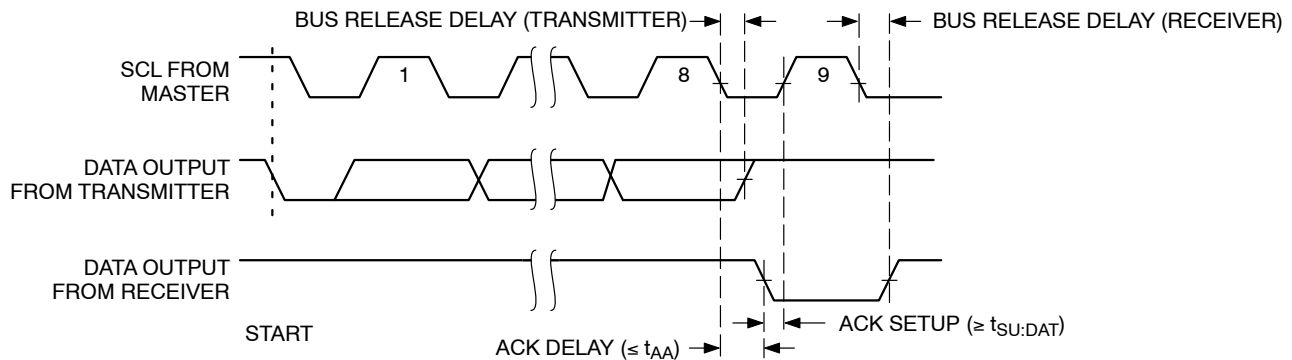 BUS RELEASE DELAY (TRANSMITTER)
BUS RELEASE DELAY (RECEIVER)
SCL FROM
MASTER
1
8
9
DATA OUTPUT
FROM TRANSMITTER
DATA OUTPUT
FROM RECEIVER
START
ACK SETUP (≥ tSU:DAT)
ACK DELAY (≤ tAA)